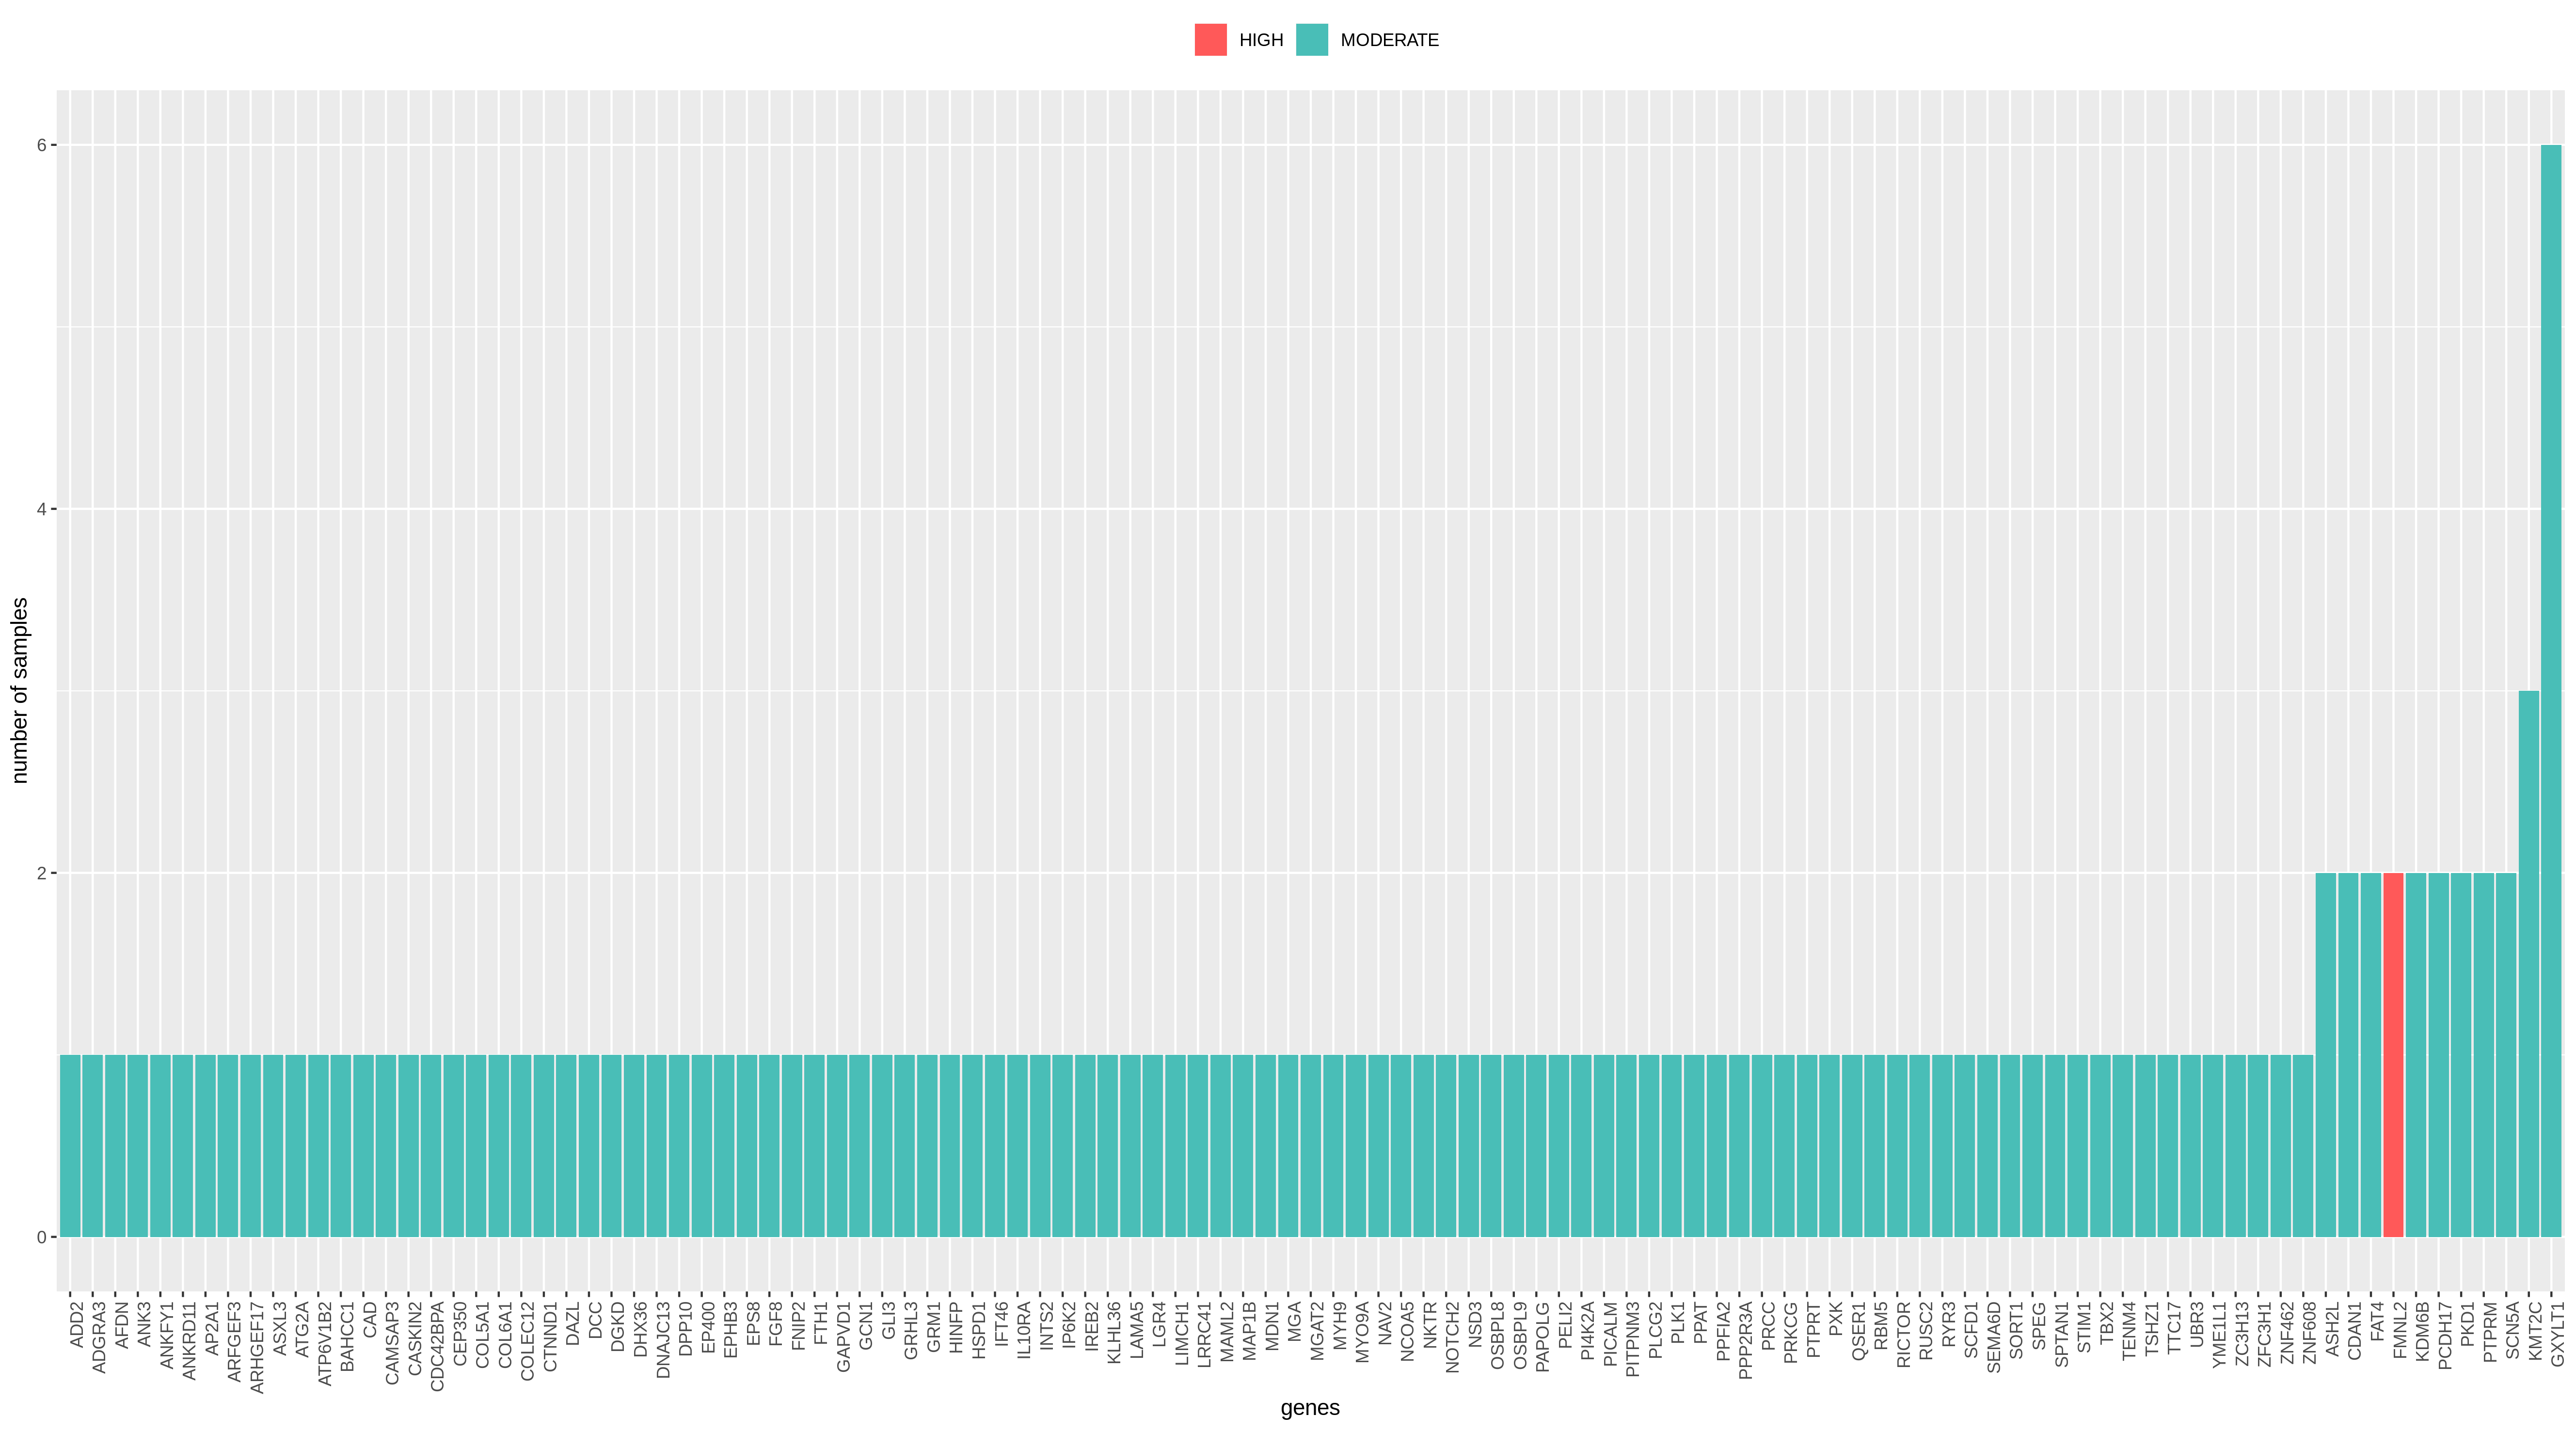 HIGH MODERATE
number of samples
6
4
2
0
ADD2
ADGRA3
AFDN
ANK3
ANKFY1
ANKRD11
AP2A1
ARFGEF3
ARHGEF17
ASXL3
ATG2A
ATP6V1B2
BAHCC1
CAD
CAMSAP3
CASKIN2
CDC42BPA
CEP350
COL5A1
COL6A1
COLEC12
CTNND1
DAZL
DCC
DGKD
DHX36
DNAJC13
DPP10
EP400
EPHB3
EPS8
FGF8
FNIP2
FTH1
GAPVD1
GCN1
GLI3
GRHL3
GRM1
HINFP
HSPD1
IFT46
IL10RA
INTS2
IP6K2
IREB2
KLHL36
LAMA5
LGR4
LIMCH1
LRRC41
MAML2
MAP1B
MDN1
MGA
MGAT2
MYH9
MYO9A
NAV2
NCOA5
NKTR
NOTCH2
NSD3
OSBPL8
OSBPL9
PAPOLG
PELI2
PI4K2A
PICALM
PITPNM3
PLCG2
PLK1
PPAT
PPFIA2
PPP2R3A
PRCC
PRKCG
PTPRT
PXK
QSER1
RBM5
RICTOR
RUSC2
RYR3
SCFD1
SEMA6D
SORT1
SPEG
SPTAN1
STIM1
TBX2
TENM4
TSHZ1
TTC17
UBR3
YME1L1
ZC3H13
ZFC3H1
ZNF462
ZNF608
ASH2L
CDAN1
FAT4
FMNL2
KDM6B
PCDH17
PKD1
PTPRM
SCN5A
KMT2C
GXYLT1
genes